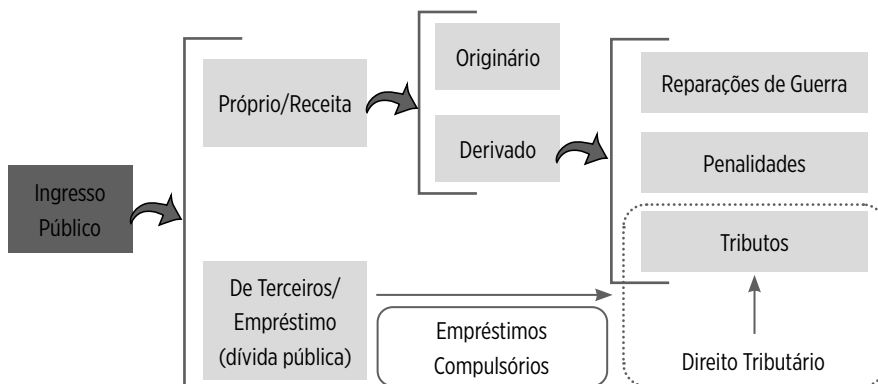 Ingresso
Público
Próprio/Receita
De Terceiros/
Empréstimo
(dívida pública)
Originário
Derivado
Empréstimos
Compulsórios
Reparações de Guerra
Penalidades
Tributos
Direito Tributário